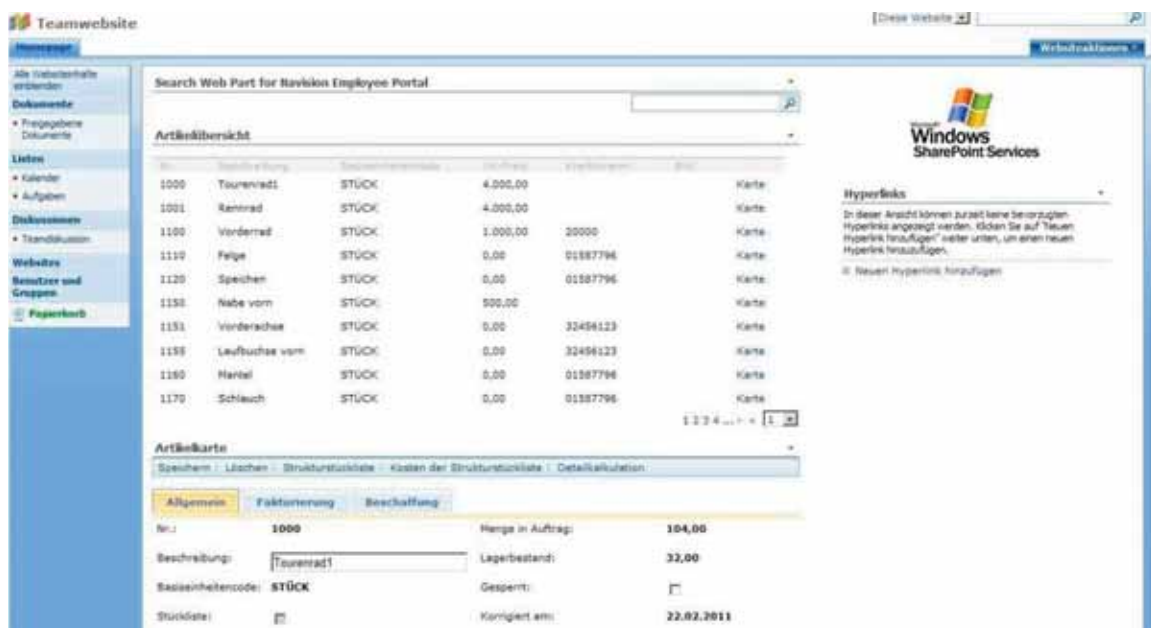 Teamwebsite
Diese Website
Homepage
Websiteaktionen
Alle Websiteinhalte
einblenden
Dokumente
Freigegebene
Dokumente
Listen
Kalender
Aufgaben
Diskussionen
Teamdiskussion
Websites
Benutzer und
Gruppen
Papierkorb
Search Web Part for Navision Employee Portal
Artikelübersicht
Nr. Beschreibung
1000 Tourenrad1 STÜCK 4.000,00 Karte
1001 Rennrad STÜCK 4.000,00 Karte
1100 Vorderrad STÜCK 1.000,00 20000 Karte
1110 Felge STÜCK 0,00 01587796 Karte
1120 Speichen STÜCK 0,00 01587796 Karte
1150 Nabe vorn STÜCK 500,00 Karte
1151 Vorderachse STÜCK 0,00 32456123 Karte
1155 Laufbuchse vorn STÜCK 0,00 32456123 Karte
1160 Mantel STÜCK 0,00 01587796 Karte
1170 Schlauch STÜCK 0,00 01587796 Karte
1 2 3 4 ... > « 1
Artikelkarte
Speichern Löschen Strukturstückliste Kosten der Strukturstückliste Detailkalkulation
Allgemein Fakturierung Beschaffung
Nr.: 1000 Menge in Auftrag: 104,00
Beschreibung: Tourenrad1 Lagerbestand: 32,00
Basiseinheitencode: STÜCK Gesperrt:
Stückliste: Korrigiert am: 22.02.2011
Microsoft
Windows
SharePoint Services
Hyperlinks
In dieser Ansicht können zurzeit keine bevorzugten
Hyperlinks angezeigt werden. Klicken Sie auf "Neuen
Hyperlink hinzufügen" weiter unten, um einen neuen
Hyperlink hinzuzufügen.
Neuen Hyperlink hinzufügen